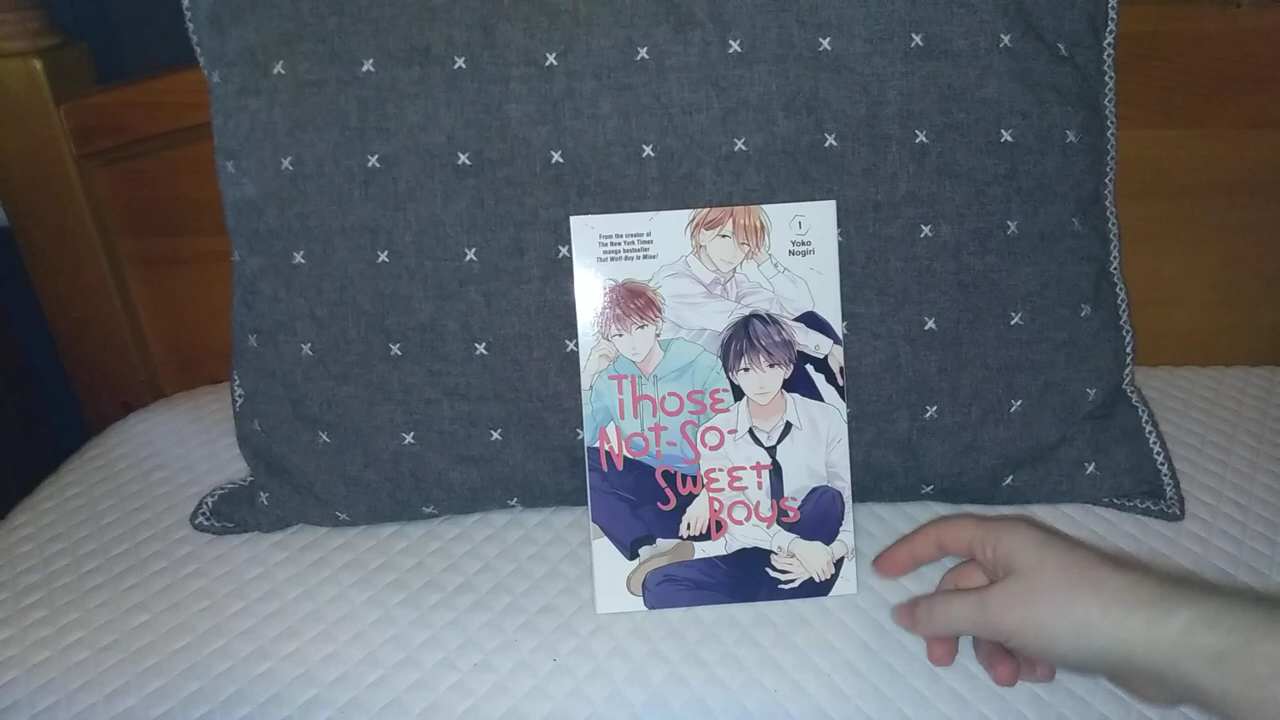 From the creator of
The New York Times
manga bestseller
That Wolf-Boy Is Mine!
1
Yoko
Nogiri
Those
Not-So-
Sweet
Boys